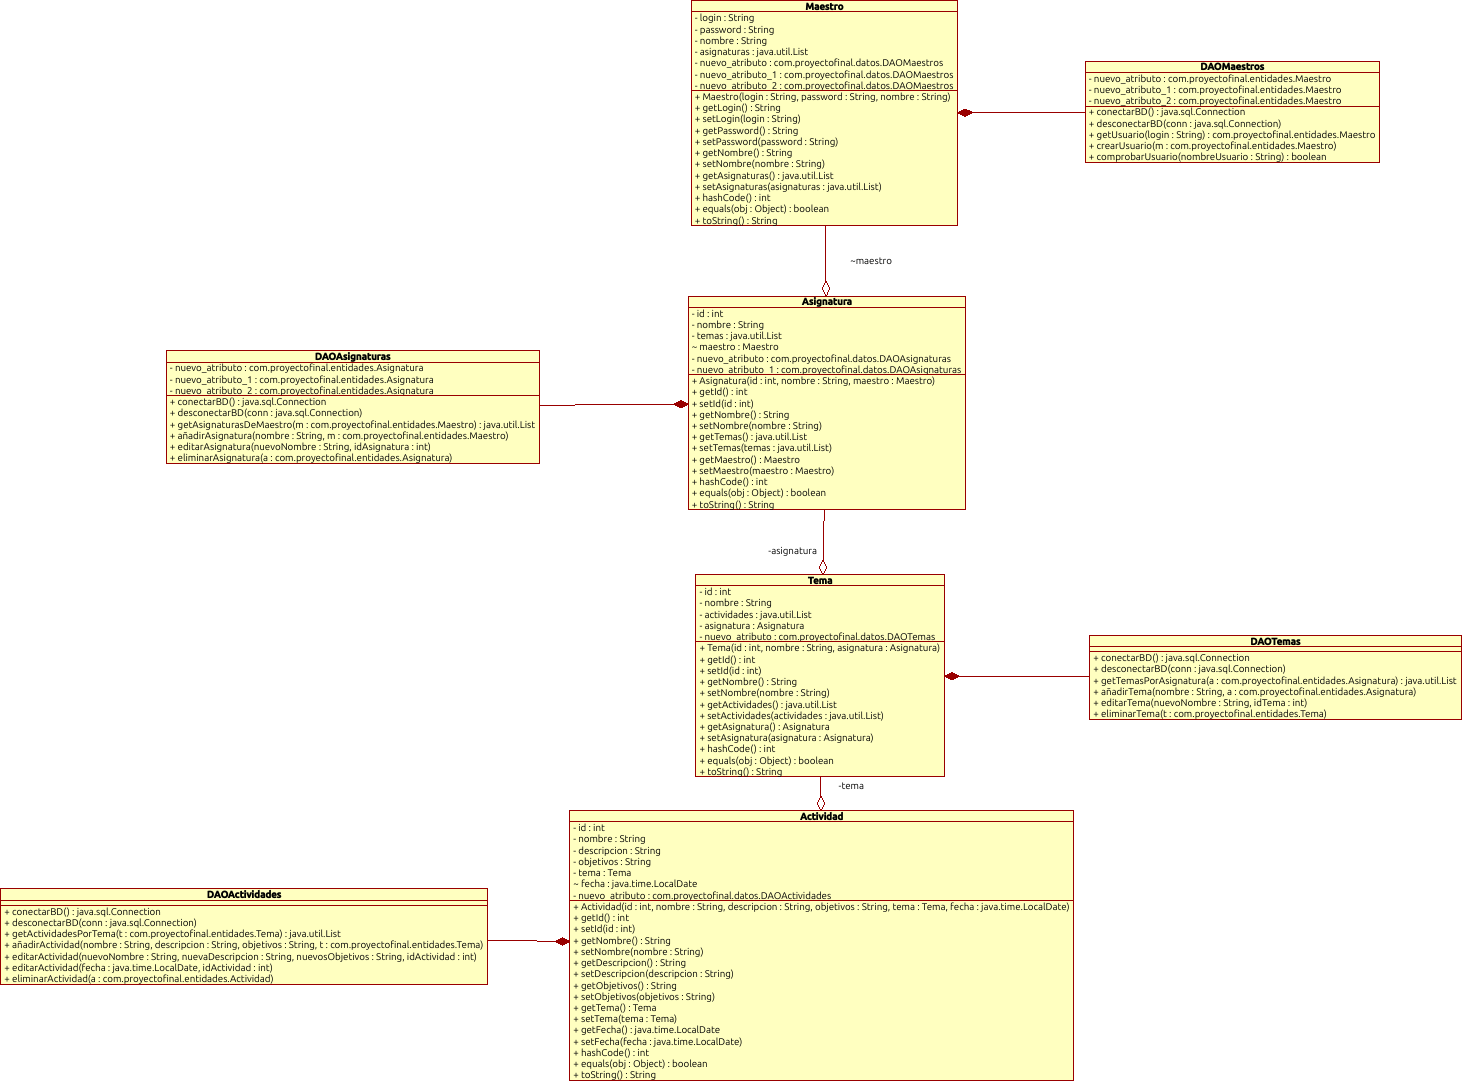 Maestro
- login : String
- password : String
- nombre : String
- asignaturas : java.util.List
- nuevo_atributo : com.proyectofinal.datos.DAOMaestros
- nuevo_atributo_1 : com.proyectofinal.datos.DAOMaestros
- nuevo_atributo_2 : com.proyectofinal.datos.DAOMaestros
+ Maestro(login : String, password : String, nombre : String)
+ getLogin() : String
+ setLogin(login : String)
+ getPassword() : String
+ setPassword(password : String)
+ getNombre() : String
+ setNombre(nombre : String)
+ getAsignaturas() : java.util.List
+ setAsignaturas(asignaturas : java.util.List)
+ hashCode() : int
+ equals(obj : Object) : boolean
+ toString() : String
DAOMaestros
- nuevo_atributo : com.proyectofinal.entidades.Maestro
- nuevo_atributo_1 : com.proyectofinal.entidades.Maestro
- nuevo_atributo_2 : com.proyectofinal.entidades.Maestro
+ conectarBD() : java.sql.Connection
+ desconectarBD(conn : java.sql.Connection)
+ getUsuario(login : String) : com.proyectofinal.entidades.Maestro
+ crearUsuario(m : com.proyectofinal.entidades.Maestro)
+ comprobarUsuario(nombreUsuario : String) : boolean
~maestro
Asignatura
- id : int
- nombre : String
- temas : java.util.List
~ maestro : Maestro
- nuevo_atributo : com.proyectofinal.datos.DAOAsignaturas
- nuevo_atributo_1 : com.proyectofinal.datos.DAOAsignaturas
+ Asignatura(id : int, nombre : String, maestro : Maestro)
+ getId() : int
+ setId(id : int)
+ getNombre() : String
+ setNombre(nombre : String)
+ getTemas() : java.util.List
+ setTemas(temas : java.util.List)
+ getMaestro() : Maestro
+ setMaestro(maestro : Maestro)
+ hashCode() : int
+ equals(obj : Object) : boolean
+ toString() : String
DAOAsignaturas
- nuevo_atributo : com.proyectofinal.entidades.Asignatura
- nuevo_atributo_1 : com.proyectofinal.entidades.Asignatura
- nuevo_atributo_2 : com.proyectofinal.entidades.Asignatura
+ conectarBD() : java.sql.Connection
+ desconectarBD(conn : java.sql.Connection)
+ getAsignaturasDeMaestro(m : com.proyectofinal.entidades.Maestro) : java.util.List
+ añadirAsignatura(nombre : String, m : com.proyectofinal.entidades.Maestro)
+ editarAsignatura(nuevoNombre : String, idAsignatura : int)
+ eliminarAsignatura(a : com.proyectofinal.entidades.Asignatura)
-asignatura
Tema
- id : int
- nombre : String
- actividades : java.util.List
- asignatura : Asignatura
- nuevo_atributo : com.proyectofinal.datos.DAOTemas
+ Tema(id : int, nombre : String, asignatura : Asignatura)
+ getId() : int
+ setId(id : int)
+ getNombre() : String
+ setNombre(nombre : String)
+ getActividades() : java.util.List
+ setActividades(actividades : java.util.List)
+ getAsignatura() : Asignatura
+ setAsignatura(asignatura : Asignatura)
+ hashCode() : int
+ equals(obj : Object) : boolean
+ toString() : String
DAOTemas
+ conectarBD() : java.sql.Connection
+ desconectarBD(conn : java.sql.Connection)
+ getTemasPorAsignatura(a : com.proyectofinal.entidades.Asignatura) : java.util.List
+ añadirTema(nombre : String, a : com.proyectofinal.entidades.Asignatura)
+ editarTema(nuevoNombre : String, idTema : int)
+ eliminarTema(t : com.proyectofinal.entidades.Tema)
-tema
Actividad
- id : int
- nombre : String
- descripcion : String
- objetivos : String
- tema : Tema
~ fecha : java.time.LocalDate
- nuevo_atributo : com.proyectofinal.datos.DAOActividades
+ Actividad(id : int, nombre : String, descripcion : String, objetivos : String, tema : Tema, fecha : java.time.LocalDate)
+ getId() : int
+ setId(id : int)
+ getNombre() : String
+ setNombre(nombre : String)
+ getDescripcion() : String
+ setDescripcion(descripcion : String)
+ getObjetivos() : String
+ setObjetivos(objetivos : String)
+ getTema() : Tema
+ setTema(tema : Tema)
+ getFecha() : java.time.LocalDate
+ setFecha(fecha : java.time.LocalDate)
+ hashCode() : int
+ equals(obj : Object) : boolean
+ toString() : String
DAOActividades
+ conectarBD() : java.sql.Connection
+ desconectarBD(conn : java.sql.Connection)
+ getActividadesPorTema(t : com.proyectofinal.entidades.Tema) : java.util.List
+ añadirActividad(nombre : String, descripcion : String, objetivos : String, t : com.proyectofinal.entidades.Tema)
+ editarActividad(nuevoNombre : String, nuevaDescripcion : String, nuevosObjetivos : String, idActividad : int)
+ editarActividad(fecha : java.time.LocalDate, idActividad : int)
+ eliminarActividad(a : com.proyectofinal.entidades.Actividad)